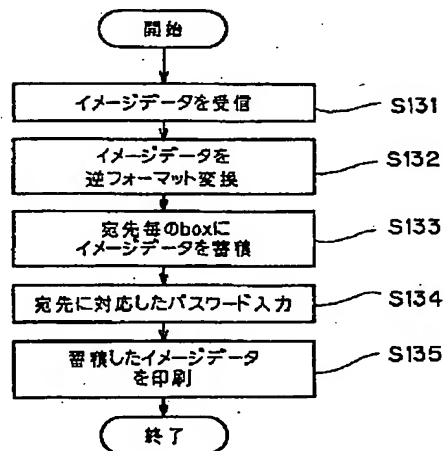 開始
イメージデータを受信
S131
イメージデータを
逆フォーマット変換
S132
宛先毎のboxに
イメージデータを蓄積
S133
宛先に対応したパスワード入力
S134
蓄積したイメージデータ
を印刷
S135
終了